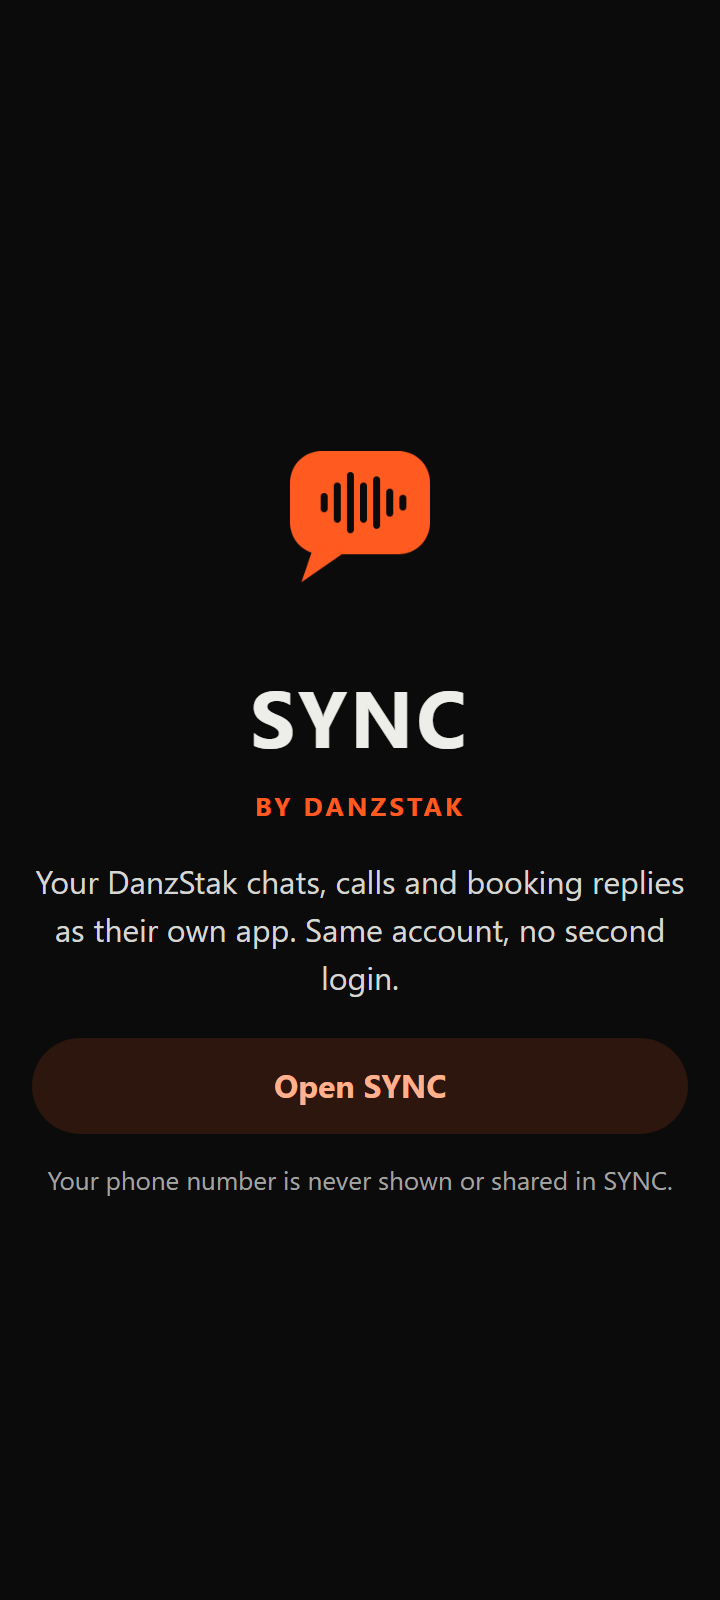 SYNC
BY DANZSTAK
Your DanzStak chats, calls and booking replies
as their own app. Same account, no second
login.
Open SYNC
Your phone number is never shown or shared in SYNC.